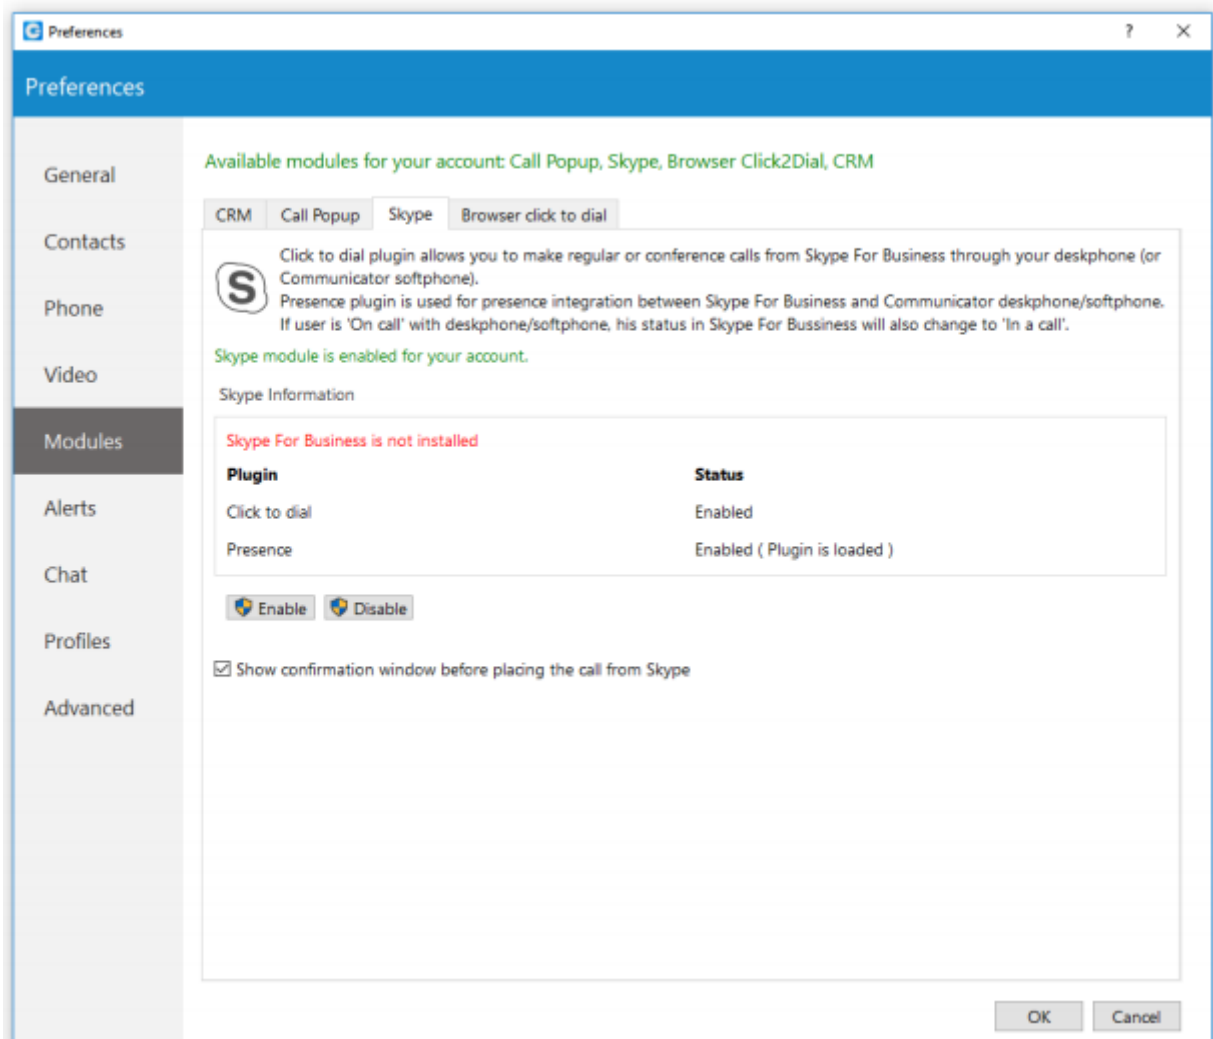 Preferences
?
Preferences
General
Contacts
Phone
Video
Modules
Alerts
Chat
Profiles
Advanced
Available modules for your account: Call Popup, Skype, Browser Click2Dial, CRM
CRM Call Popup Skype Browser click to dial
Click to dial plugin allows you to make regular or conference calls from Skype For Business through your deskphone (or
Communicator softphone).
Presence plugin is used for presence integration between Skype For Business and Communicator deskphone/softphone.
If user is 'On call' with deskphone/softphone, his status in Skype For Bussiness will also change to 'In a call'.
Skype module is enabled for your account.
Skype Information
Skype For Business is not installed
Plugin Status
Click to dial Enabled
Presence Enabled ( Plugin is loaded )
Enable Disable
Show confirmation window before placing the call from Skype
OK Cancel